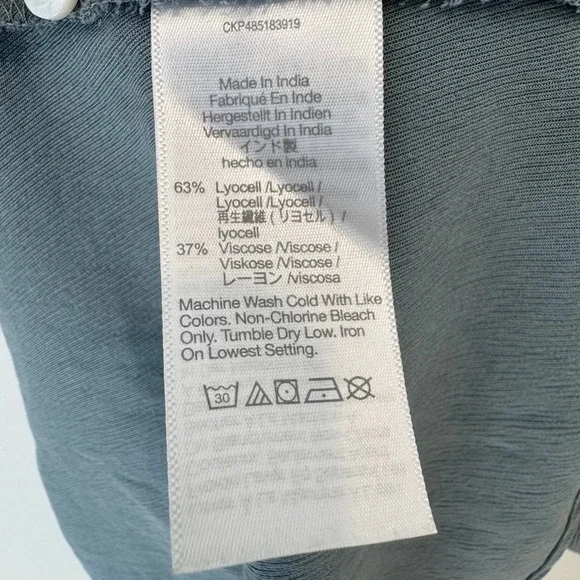 CKP485183919
Made In India
Fabriqué En Inde
Hergestellt In Indien
Vervaardigd In India
インド製
hecho en india
63% Lyocell /Lyocell /
Lyocell /Lyocell /
再生繊維 ( リヨセル ) /
lyocell
37% Viscose /Viscose /
Viskose /Viscose /
レーヨン /viscosa
Machine Wash Cold With Like
Colors. Non-Chlorine Bleach
Only. Tumble Dry Low. Iron
On Lowest Setting.
30